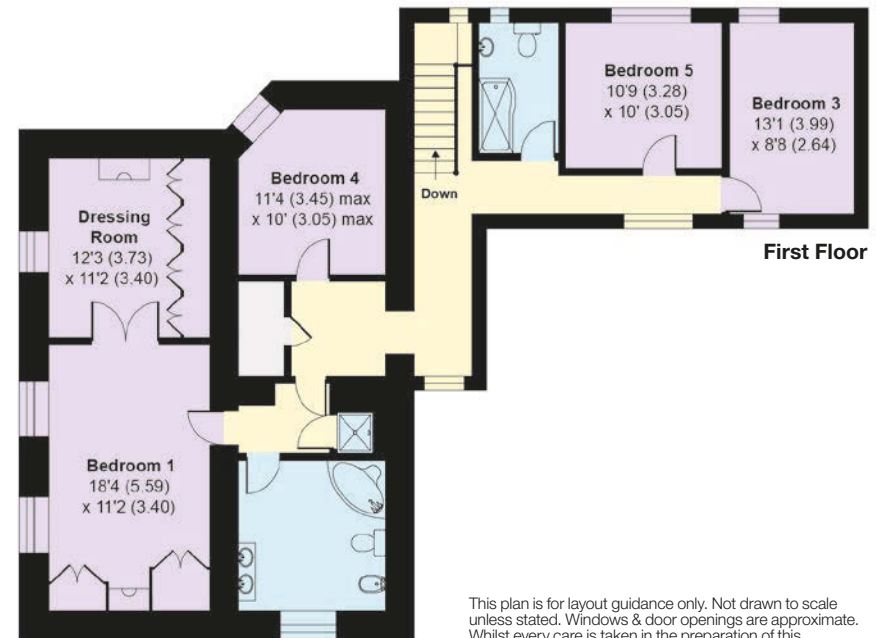 Bedroom 5
10'9 (3.28)
x 10' (3.05)
Bedroom 3
13'1 (3.99)
x 8'8 (2.64)
Bedroom 4
11'4 (3.45) max
x 10' (3.05) max
Down
Dressing
Room
12'3 (3.73)
x 11'2 (3.40)
First Floor
Bedroom 1
18'4 (5.59)
x 11'2 (3.40)
This plan is for layout guidance only. Not drawn to scale
unless stated. Windows & door openings are approximate.
Whilst every care is taken in the preparation of this